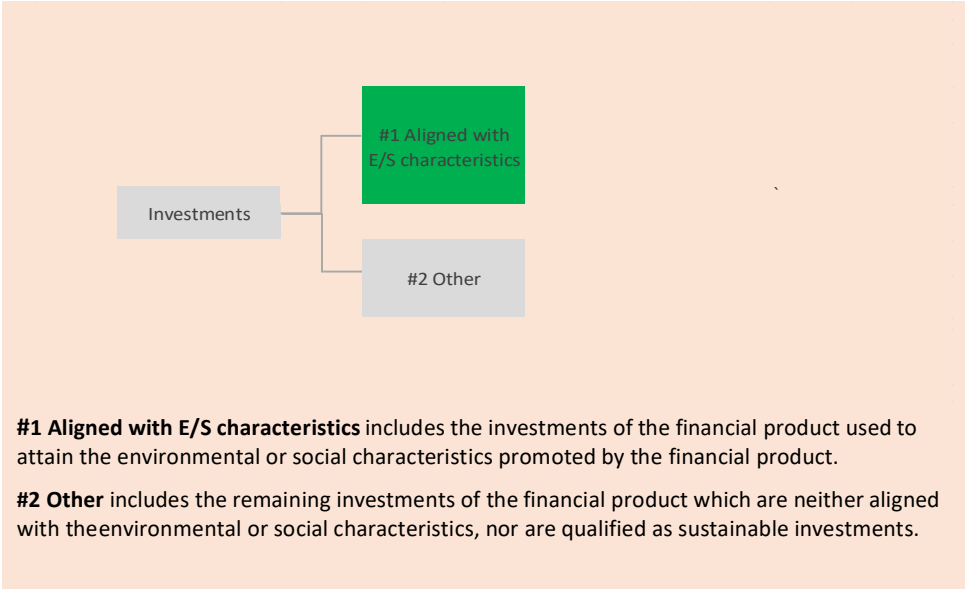 #1 Aligned with
E/S characteristics
Investments
#2 Other
`
#1 Aligned with E/S characteristics includes the investments of the financial product used to
attain the environmental or social characteristics promoted by the financial product.
#2 Other includes the remaining investments of the financial product which are neither aligned
with theenvironmental or social characteristics, nor are qualified as sustainable investments.